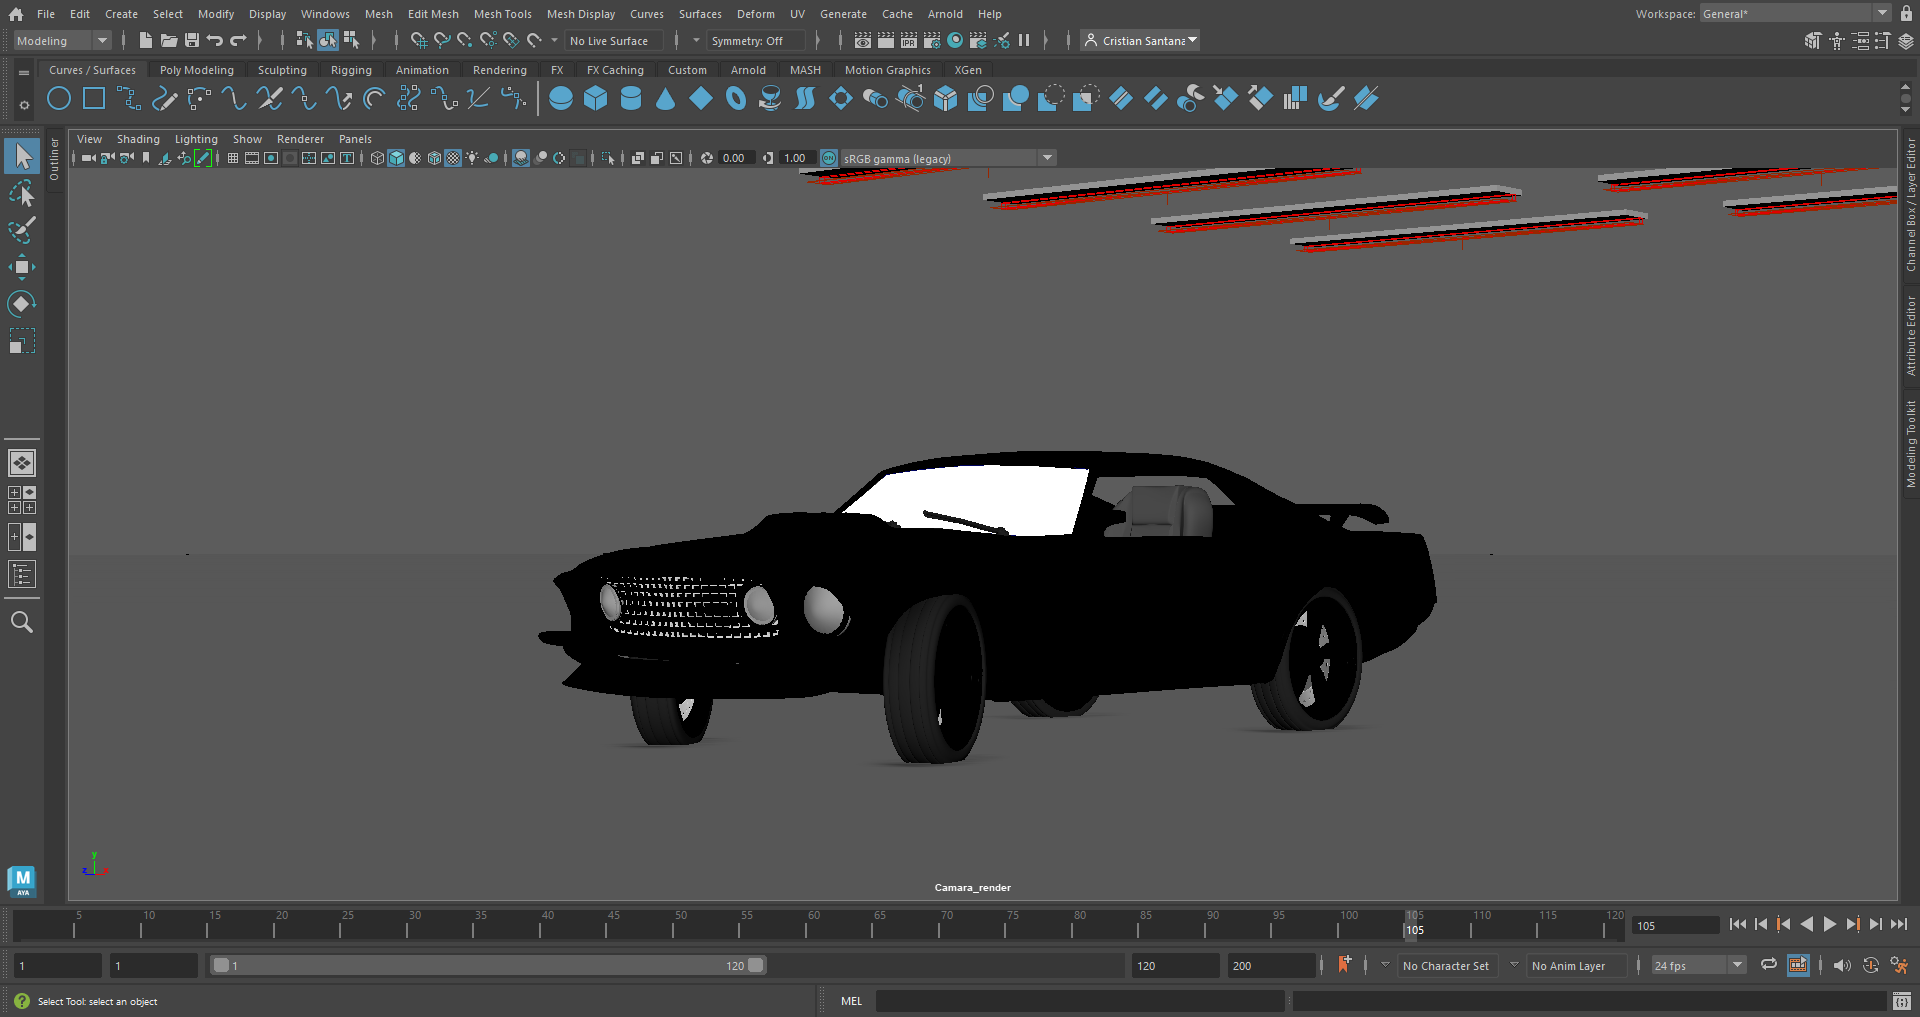 File Edit Create Select Modify Display Windows Mesh Edit Mesh Mesh Tools Mesh Display Curves Surfaces Deform UV Generate Cache Arnold Help Workspace: General*
Modeling No Live Surface Symmetry: Off IPR Cristian Santana
Curves / Surfaces Poly Modeling Sculpting Rigging Animation Rendering FX FX Caching Custom Arnold MASH Motion Graphics XGen
View Shading Lighting Show Renderer Panels
0.00 1.00 ON sRGB gamma (legacy)
Outliner
Channel Box / Layer Editor
Attribute Editor
Modeling Toolkit
y
z x
M
AYA
Camara_render
5 10 15 20 25 30 35 40 45 50 55 60 65 70 75 80 85 90 95 100 105 110 115 120
105
105
1 1 1 120 120 200 No Character Set No Anim Layer 24 fps
Select Tool: select an object MEL